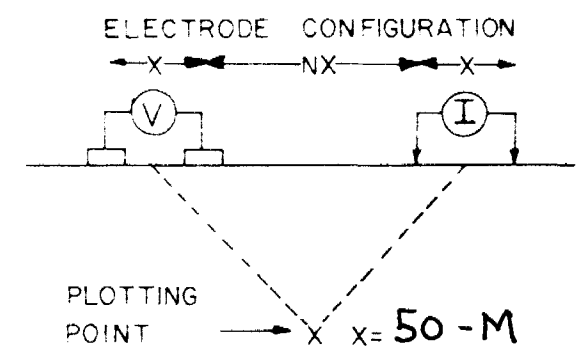 ELECTRODE CONFIGURATION
X NX X
V I
PLOTTING
POINT X X= 50-M